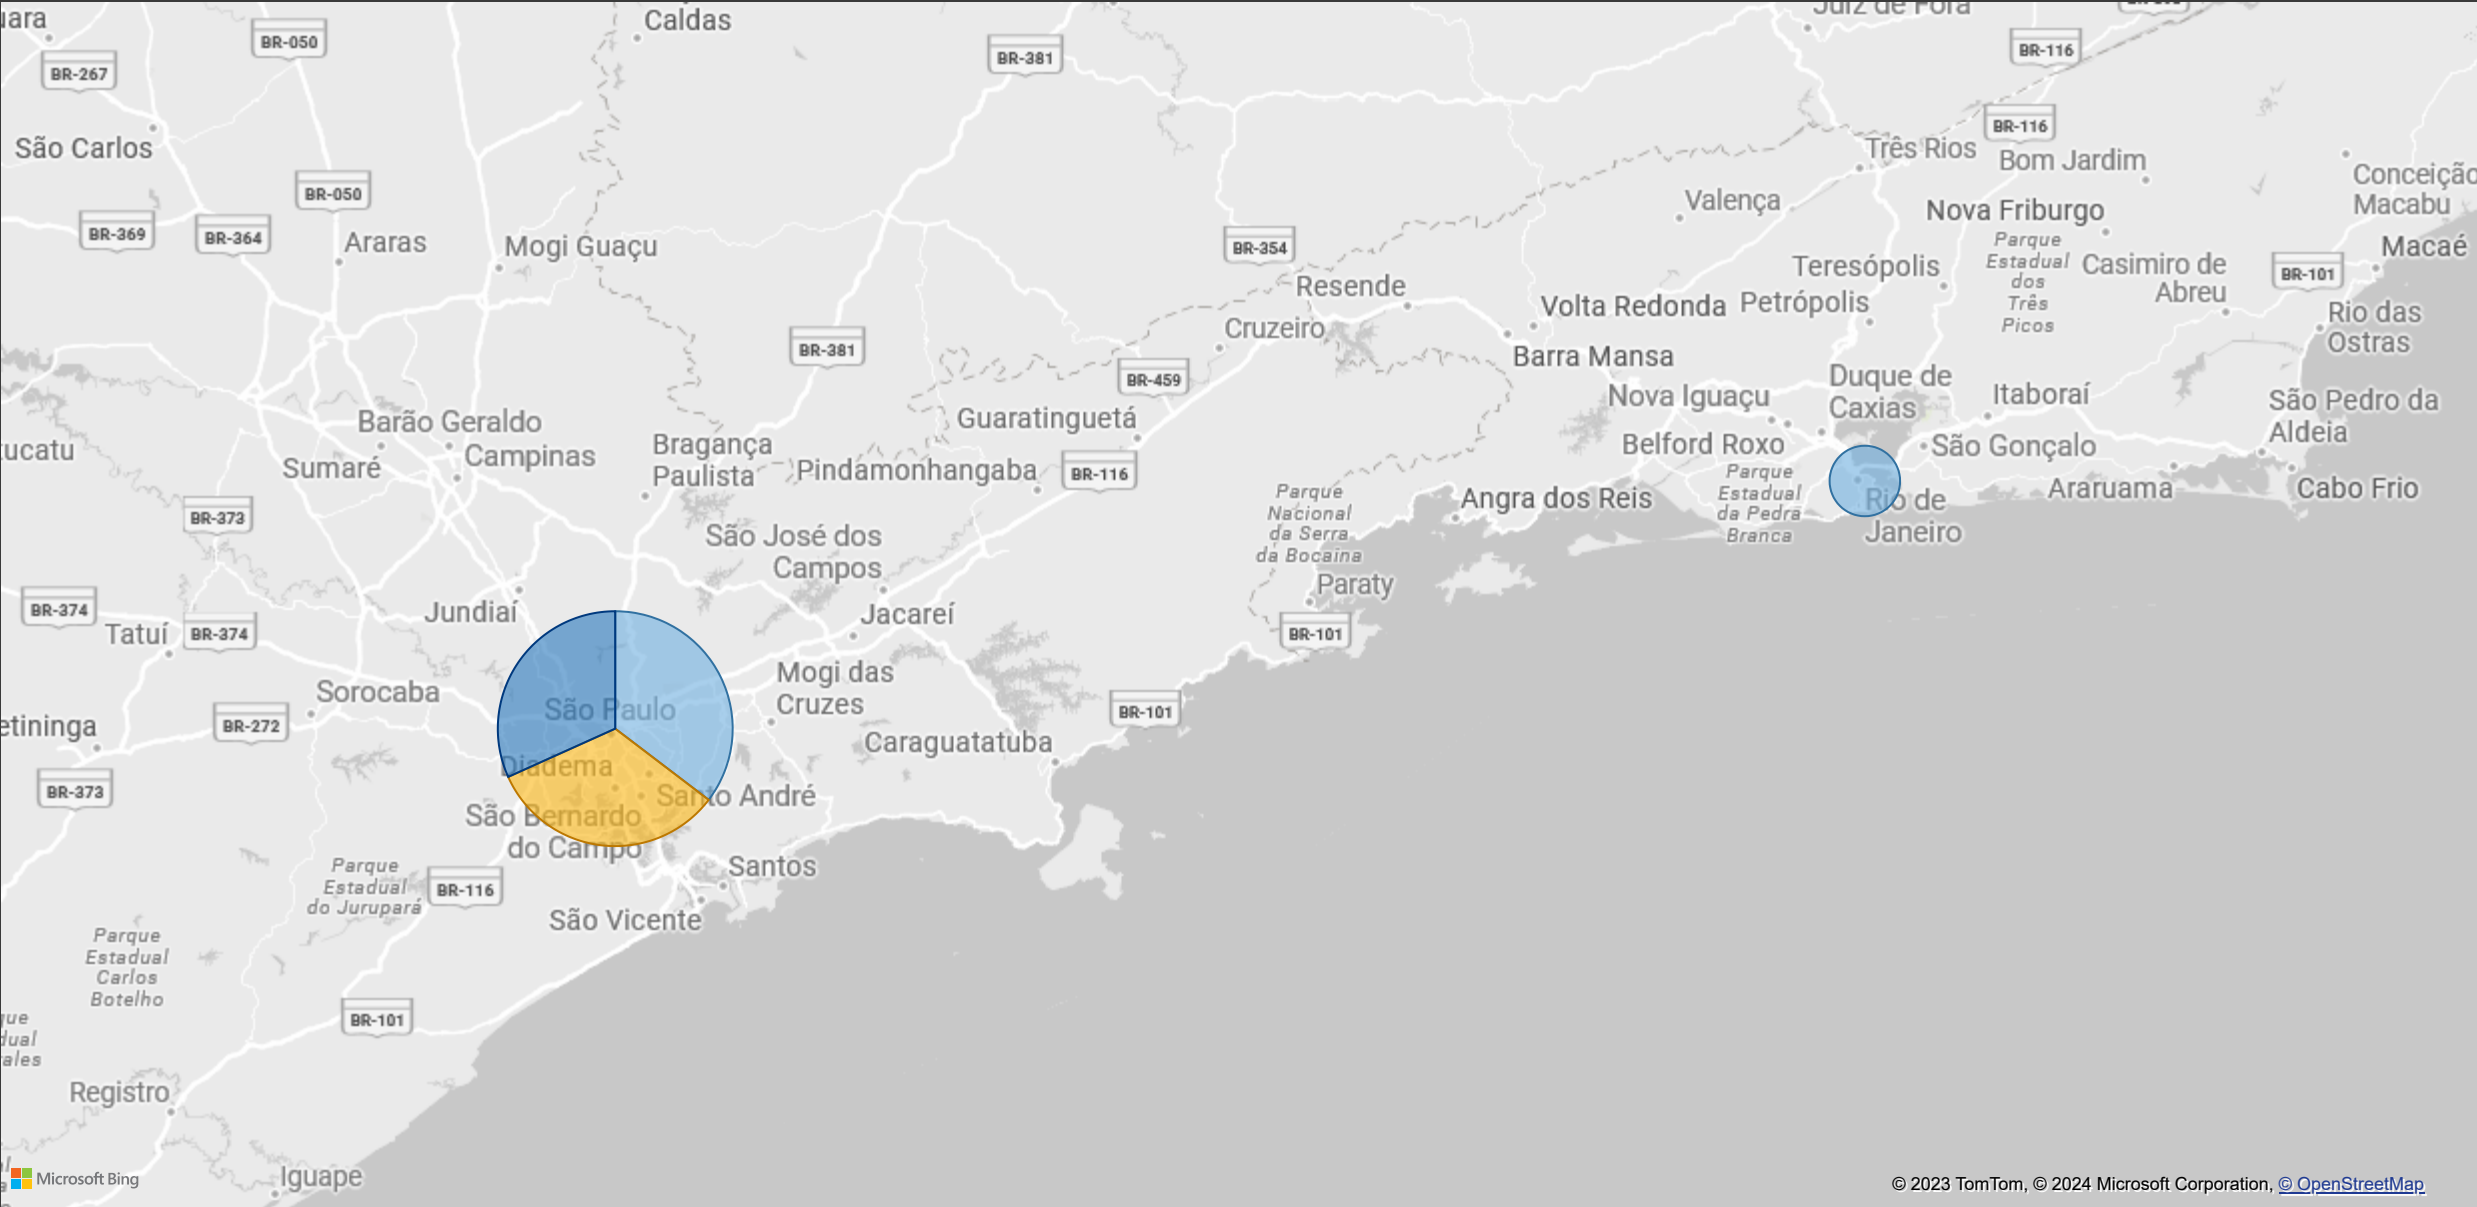 Caldas
Juiz de Fora
BR-050
BR-381
BR-116
BR-267
BR-116
São Carlos
Três Rios
Bom Jardim
BR-050
Conceição
Macabu
Valença
Nova Friburgo
BR-369
BR-364
Araras
Mogi Guaçu
BR-354
Parque
Estadual
dos
Três
Picos
Macaé
Teresópolis
Casimiro de
Abreu
BR-101
Resende
Volta Redonda
Petrópolis
Rio das
Ostras
Cruzeiro
BR-381
Barra Mansa
BR-459
Duque de
Caxias
Nova Iguaçu
Itaboraí
São Pedro da
Aldeia
Barão Geraldo
Guaratinguetá
Bragança
Paulista
Belford Roxo
São Gonçalo
Campinas
Sumaré
Pindamonhangaba
BR-116
Parque
Estadual
da Pedra
Branca
Parque
Nacional
da Serra
da Bocaina
Angra dos Reis
Rio de
Janeiro
Araruama
Cabo Frio
BR-373
São José dos
Campos
Paraty
BR-374
Jundiaí
Jacareí
Tatuí
BR-374
BR-101
Mogi das
Cruzes
Sorocaba
São Paulo
BR-101
BR-272
Caraguatatuba
Diadema
BR-373
Santo André
São Bernardo
do Campo
Parque
Estadual
do Jurupará
BR-116
Santos
São Vicente
Parque
Estadual
Carlos
Botelho
BR-101
Registro
Iguape
Microsoft Bing
© 2023 TomTom, © 2024 Microsoft Corporation, © OpenStreetMap